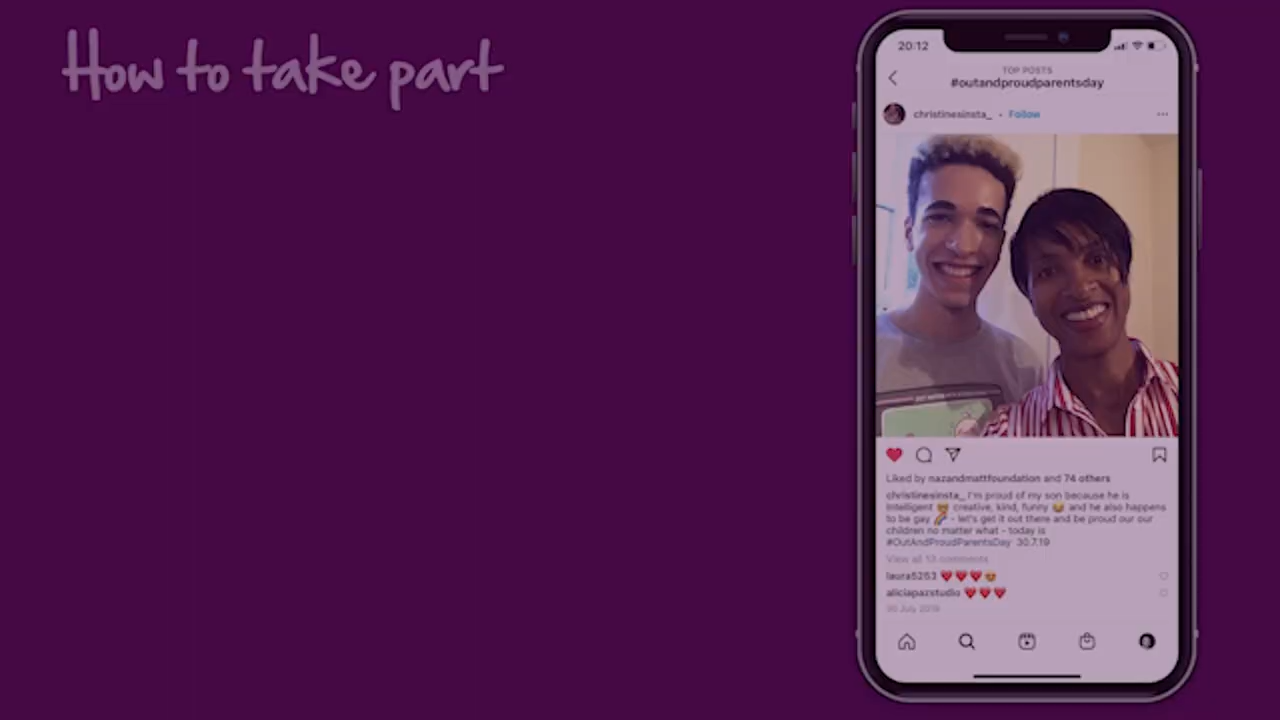 How to take part
20:12
TOP POSTS
#outandproudparentsday
christinesinsta_ • Follow
Liked by nazandmattfoundation and 74 others
christinesinsta_ I'm proud of my son because he is
Intelligent 🤓 creative, kind, funny 😂 and he also happens
to be gay 🌈 - let's get it out there and be proud our our
children no matter what - today is
#OutAndProudParentsDay 30.7.19
View all 13 comments
laura5253 ❤️❤️❤️😍
aliciapazstudio ❤️❤️❤️
30 July 2019